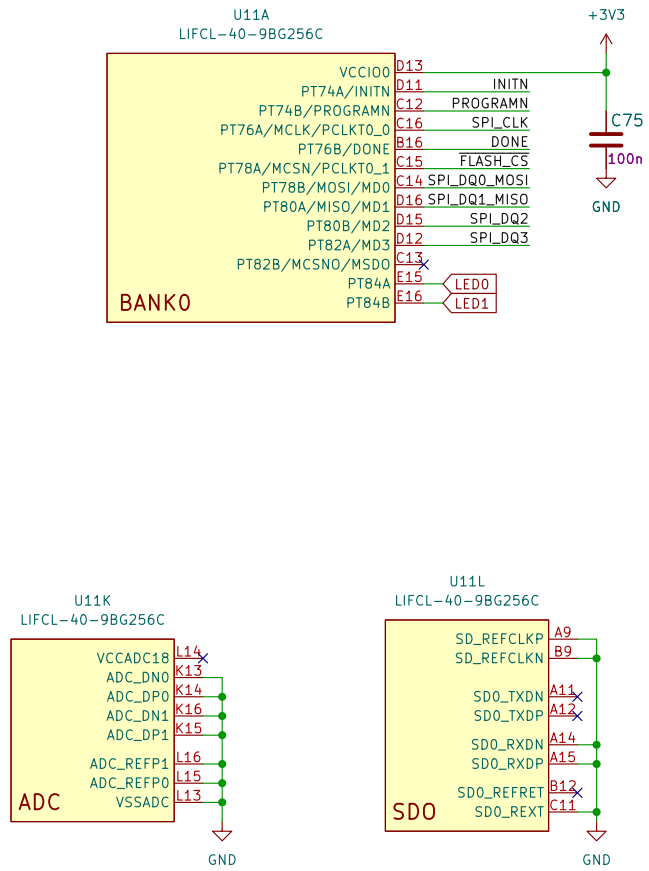 U11A
LIFCL-40-9BG256C
+3V3
VCCIO0 D13
PT74A/INITN D11 INITN
PT74B/PROGRAMN C12 PROGRAMN
PT76A/MCLK/PCLKT0_0 C16 SPI_CLK
PT76B/DONE B16 DONE
PT78A/MCSN/PCLKT0_1 C15 FLASH_CS
PT78B/MOSI/MD0 C14 SPI_DQ0_MOSI
PT80A/MISO/MD1 D16 SPI_DQ1_MISO
PT80B/MD2 D15 SPI_DQ2
PT82A/MD3 D12 SPI_DQ3
PT82B/MCSNO/MSDO C13
PT84A E15 LED0
PT84B E16 LED1
BANK0
C75
100n
GND
U11K
LIFCL-40-9BG256C
VCCADC18 L14
ADC_DN0 K13
ADC_DP0 K14
ADC_DN1 K16
ADC_DP1 K15
ADC_REFP1 L16
ADC_REFP0 L15
VSSADC L13
ADC
GND
U11L
LIFCL-40-9BG256C
SD_REFCLKP A9
SD_REFCLKN B9
SD0_TXDN A11
SD0_TXDP A12
SD0_RXDN A14
SD0_RXDP A15
SD0_REFRET B12
SD0_REXT C11
SD0
GND